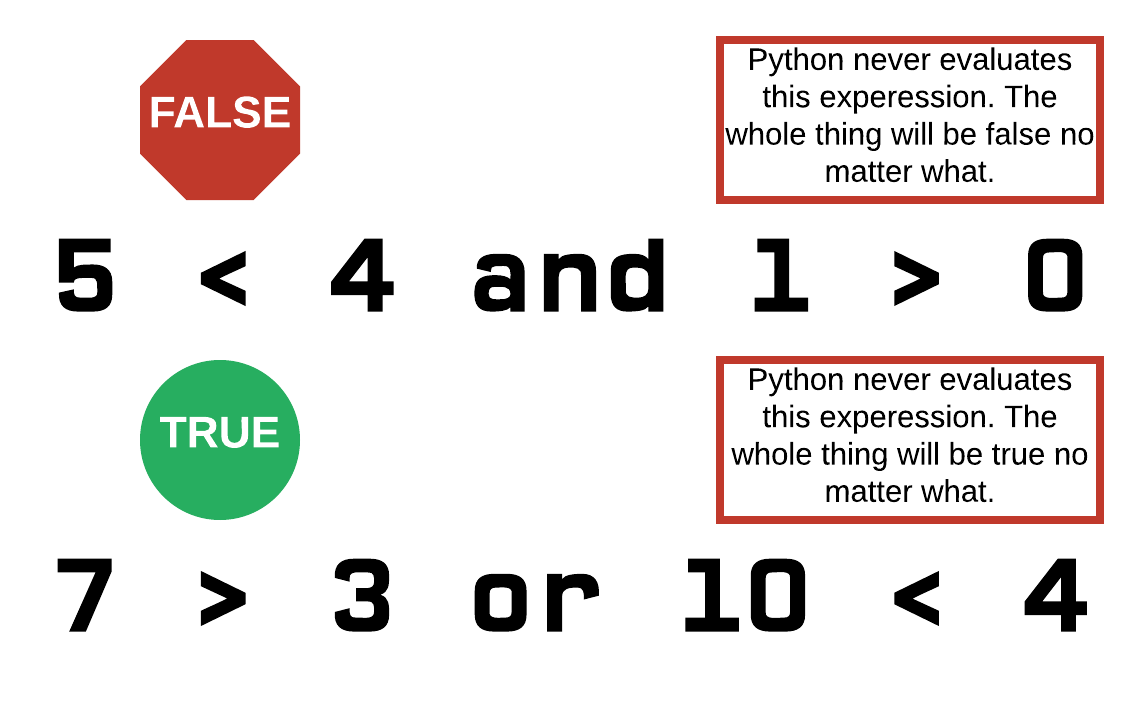 FALSE
Python never evaluates
this experession. The
whole thing will be false no
matter what.
5 < 4 and 1 > 0
TRUE
Python never evaluates
this experession. The
whole thing will be true no
matter what.
7 > 3 or 10 < 4